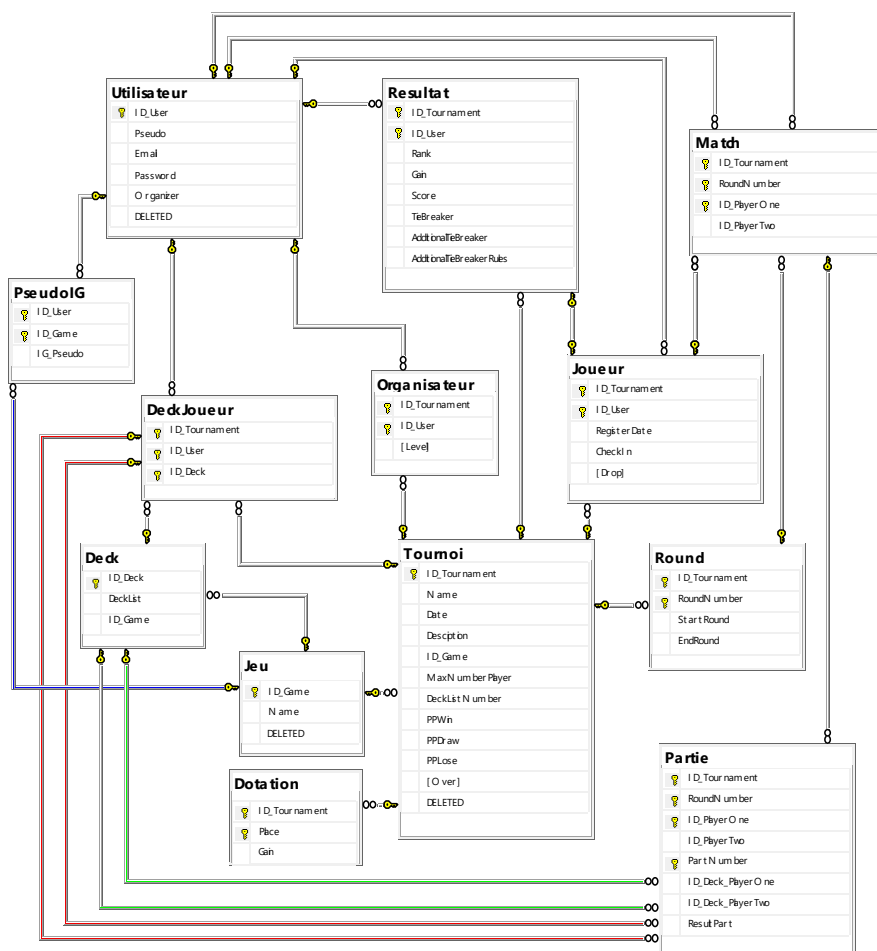 Utilisateur
ID_User
Pseudo
Email
Password
Organizer
DELETED
Resultat
ID_Tournament
ID_User
Rank
Gain
Score
TieBreaker
AdditionalTieBreaker
AdditionalTieBreakerRules
Match
ID_Tournament
RoundNumber
ID_PlayerOne
ID_PlayerTwo
PseudoIG
ID_User
ID_Game
IG_Pseudo
DeckJoueur
ID_Tournament
ID_User
ID_Deck
Organisateur
ID_Tournament
ID_User
[Level]
Joueur
ID_Tournament
ID_User
RegisterDate
CheckIn
[Drop]
Deck
ID_Deck
DeckList
ID_Game
Tournoi
ID_Tournament
Name
Date
Desciption
ID_Game
MaxNumberPlayer
DeckListNumber
PPWin
PPDraw
PPLose
[Over]
DELETED
Round
ID_Tournament
RoundNumber
StartRound
EndRound
Jeu
ID_Game
Name
DELETED
Dotation
ID_Tournament
Place
Gain
Partie
ID_Tournament
RoundNumber
ID_PlayerOne
ID_PlayerTwo
PartNumber
ID_Deck_PlayerOne
ID_Deck_PlayerTwo
ResultPart